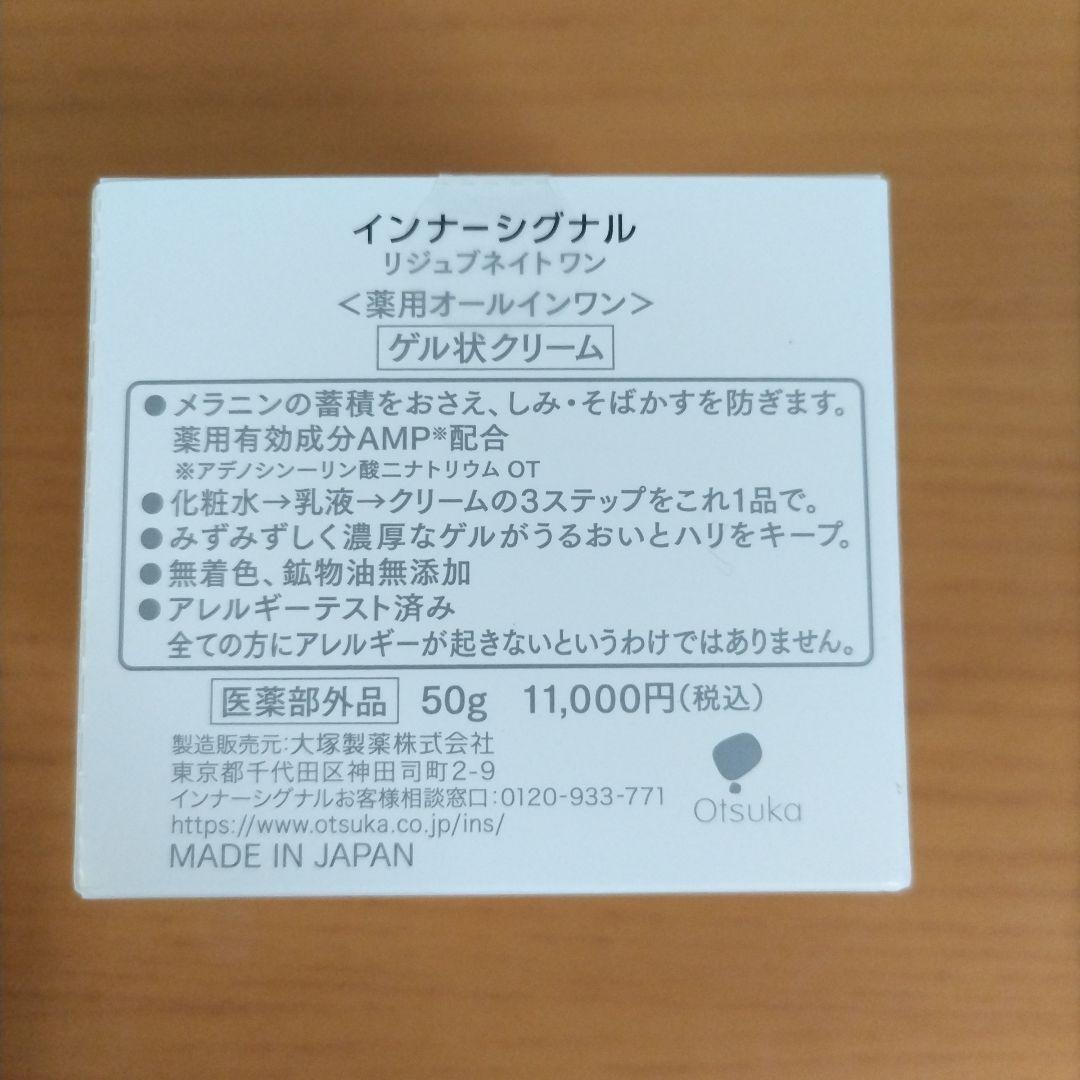 インナーシグナル
リジュブネイトワン
＜薬用オールインワン＞
ゲル状クリーム
●メラニンの蓄積をおさえ、しみ・そばかすを防ぎます。
薬用有効成分AMP※配合
※アデノシン一リン酸二ナトリウム OT
●化粧水→乳液→クリームの3ステップをこれ1品で。
●みずみずしく濃厚なゲルがうるおいとハリをキープ。
●無着色、鉱物油無添加
●アレルギーテスト済み
全ての方にアレルギーが起きないというわけではありません。
医薬部外品 50g 11,000円(税込)
製造販売元:大塚製薬株式会社
東京都千代田区神田司町2-9
インナーシグナルお客様相談窓口:0120-933-771
https://www.otsuka.co.jp/ins/
MADE IN JAPAN
Otsuka